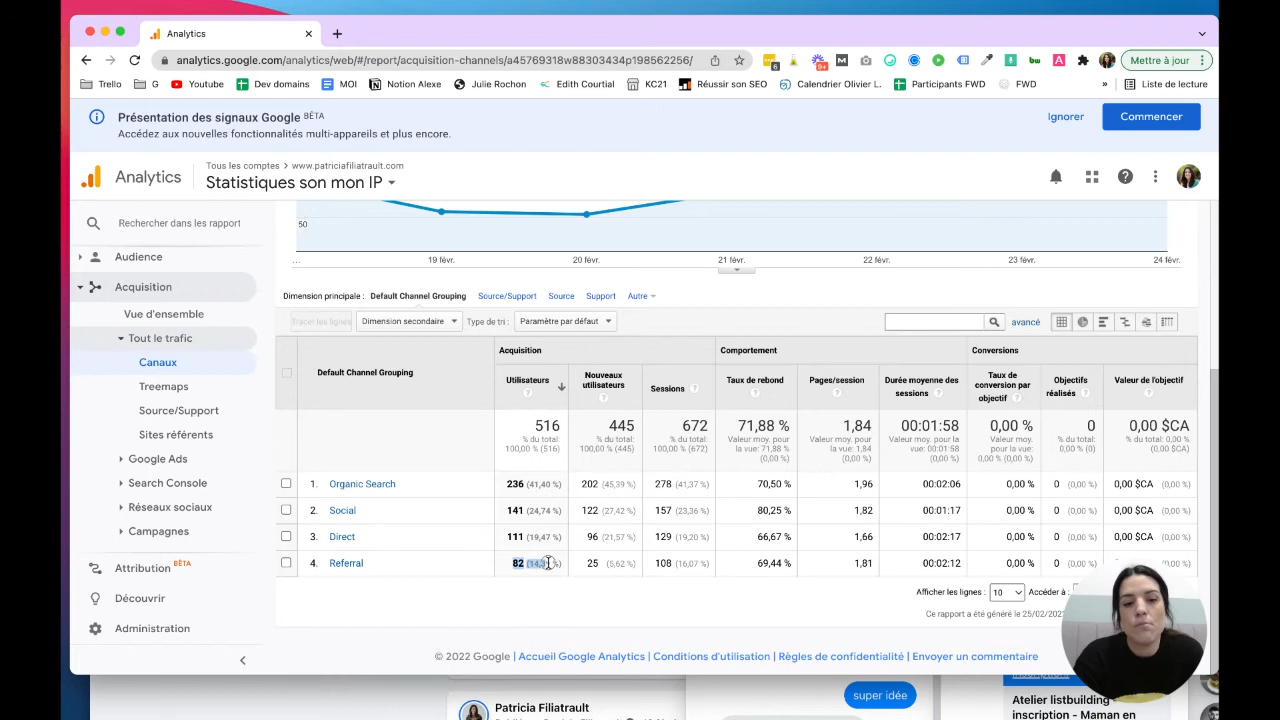 Analytics
analytics.google.com/analytics/web/#/report/acquisition-channels/a45769318w88303434p198562256/
6
9+
M
bw
A
Mettre à jour
Trello
G
Youtube
Dev domains
MOI
Notion Alexe
Julie Rochon
Edith Courtial
KC21
Réussir son SEO
Calendrier Olivier L.
Participants FWD
FWD
»
Liste de lecture
Présentation des signaux Google BÊTA
Accédez aux nouvelles fonctionnalités multi-appareils et plus encore.
Ignorer
Commencer
Analytics
Tous les comptes > www.patriciafiliatrault.com
Statistiques son mon IP
Rechercher dans les rapport
Audience
Acquisition
Vue d'ensemble
Tout le trafic
Canaux
Treemaps
Source/Support
Sites référents
Google Ads
Search Console
Réseaux sociaux
Campagnes
Attribution BÊTA
Découvrir
Administration
50
... 19 févr. 20 févr. 21 févr. 22 févr. 23 févr. 24 févr.
Dimension principale : Default Channel Grouping Source/Support Source Support Autre
Tracer les lignes Dimension secondaire Type de tri : Paramètre par défaut avancé
Default Channel Grouping
Acquisition Comportement Conversions
Utilisateurs
?
Nouveaux
utilisateurs
?
Sessions ?
Taux de rebond
?
Pages/session
?
Durée moyenne des
sessions ?
Taux de
conversion par
objectif ?
Objectifs
réalisés ?
Valeur de l'objectif
?
516
% du total:
100,00 % (516)
445
% du total:
100,00 % (445)
672
% du total:
100,00 % (672)
71,88 %
Valeur moy. pour
la vue: 71,88 %
(0,00 %)
1,84
Valeur moy. pour
la vue: 1,84
(0,00 %)
00:01:58
Valeur moy. pour la vue:
00:01:58
(0,00 %)
0,00 %
Valeur moy.
pour la vue:
0,00 % (0,00 %)
0
% du total:
0,00 % (0)
0,00 $CA
% du total: 0,00 %
(0,00 $CA)
1. Organic Search 236 (41,40 %) 202 (45,39 %) 278 (41,37 %) 70,50 % 1,96 00:02:06 0,00 % 0 (0,00 %) 0,00 $CA (0,00 %)
2. Social 141 (24,74 %) 122 (27,42 %) 157 (23,36 %) 80,25 % 1,82 00:01:17 0,00 % 0 (0,00 %) 0,00 $CA (0,00 %)
3. Direct 111 (19,47 %) 96 (21,57 %) 129 (19,20 %) 66,67 % 1,66 00:02:17 0,00 % 0 (0,00 %) 0,00 $CA (0,00 %)
4. Referral 82 25 (5,62 %) 108 (16,07 %) 69,44 % 1,81 00:02:12 0,00 % 0 (0,00 %) 0,00 $CA (0,00 %)
Afficher les lignes : 10 Accéder à :
Ce rapport a été généré le 25/02/
© 2022 Google | Accueil Google Analytics | Conditions d'utilisation | Règles de confidentialité | Envoyer un commentaire
super idée
Patricia Filiatrault
Atelier listbuilding -
inscription - Maman en